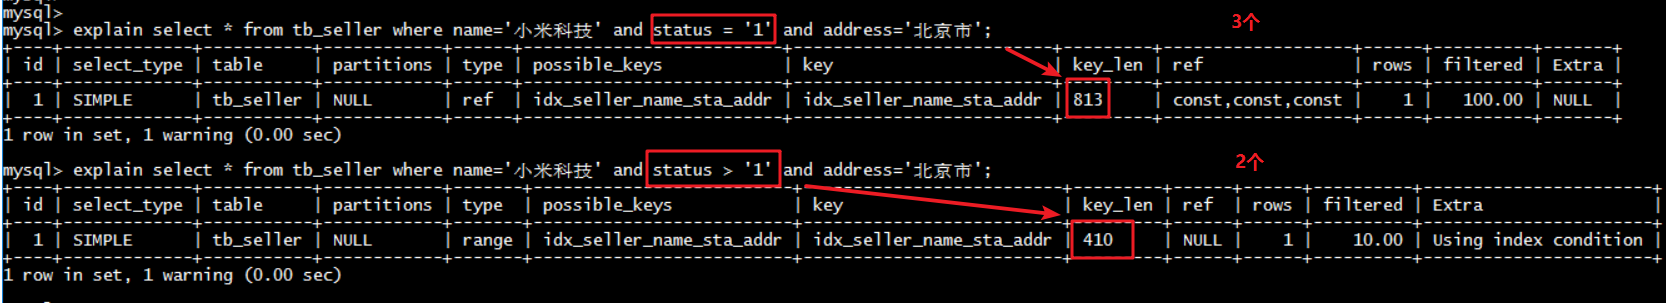 mysql>
3个
mysql> explain select * from tb_seller where name='小米科技' and status = '1' and address='北京市';
+----+-------------+-----------+------------+------+--------------------------+--------------------------+---------+-------------------+------+----------+-------+
| id | select_type | table | partitions | type | possible_keys | key | key_len | ref | rows | filtered | Extra |
+----+-------------+-----------+------------+------+--------------------------+--------------------------+---------+-------------------+------+----------+-------+
| 1 | SIMPLE | tb_seller | NULL | ref | idx_seller_name_sta_addr | idx_seller_name_sta_addr | 813 | const,const,const | 1 | 100.00 | NULL |
+----+-------------+-----------+------------+------+--------------------------+--------------------------+---------+-------------------+------+----------+-------+
1 row in set, 1 warning (0.00 sec)
2个
mysql> explain select * from tb_seller where name='小米科技' and status > '1' and address='北京市';
+----+-------------+-----------+------------+-------+--------------------------+--------------------------+---------+------+------+----------+-----------------------+
| id | select_type | table | partitions | type | possible_keys | key | key_len | ref | rows | filtered | Extra |
+----+-------------+-----------+------------+-------+--------------------------+--------------------------+---------+------+------+----------+-----------------------+
| 1 | SIMPLE | tb_seller | NULL | range | idx_seller_name_sta_addr | idx_seller_name_sta_addr | 410 | NULL | 1 | 10.00 | Using index condition |
+----+-------------+-----------+------------+-------+--------------------------+--------------------------+---------+------+------+----------+-----------------------+
1 row in set, 1 warning (0.00 sec)